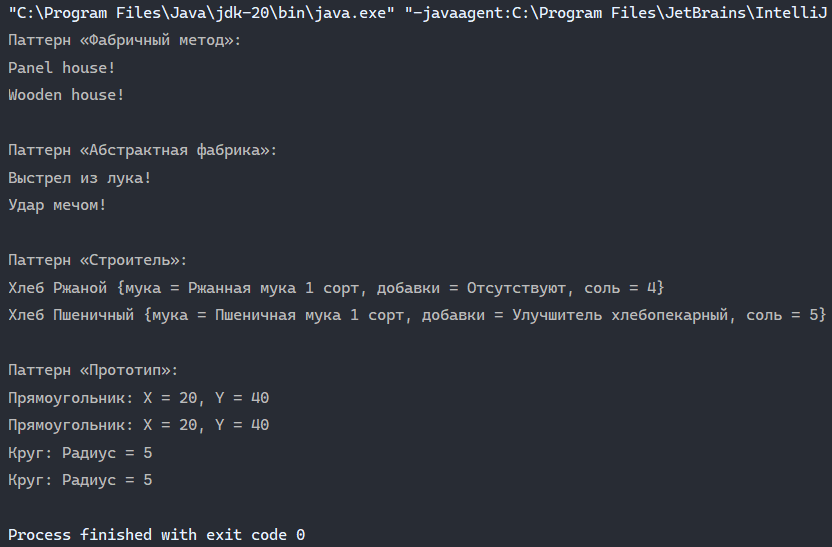 "C:\Program Files\Java\jdk-20\bin\java.exe" "-javaagent:C:\Program Files\JetBrains\IntelliJ
Паттерн «Фабричный метод»:
Panel house!
Wooden house!
Паттерн «Абстрактная фабрика»:
Выстрел из лука!
Удар мечом!
Паттерн «Строитель»:
Хлеб Ржаной {мука = Ржанная мука 1 сорт, добавки = Отсутствуют, соль = 4}
Хлеб Пшеничный {мука = Пшеничная мука 1 сорт, добавки = Улучшитель хлебопекарный, соль = 5}
Паттерн «Прототип»:
Прямоугольник: X = 20, Y = 40
Прямоугольник: X = 20, Y = 40
Круг: Радиус = 5
Круг: Радиус = 5
Process finished with exit code 0